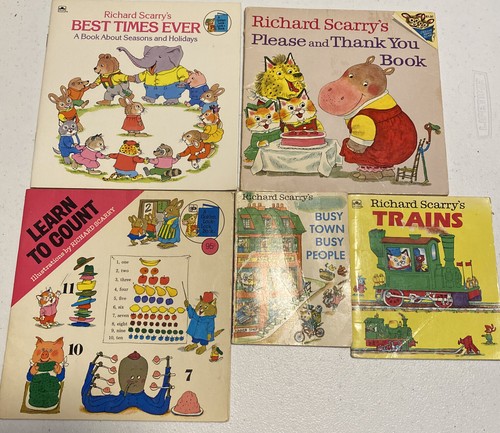 Richard Scarry's
BEST TIMES EVER
A Book About Seasons and Holidays
Richard Scarry's
Please and Thank You
Book
LEARN
TO COUNT
Illustrations by RICHARD SCARRY
2
95¢
1, one
2, two
3, three
4, four
5, five
6, six
7, seven
8, eight
9, nine
10, ten
11
10
7
Richard Scarry's
BUSY
TOWN
BUSY
PEOPLE
Richard Scarry's
TRAINS